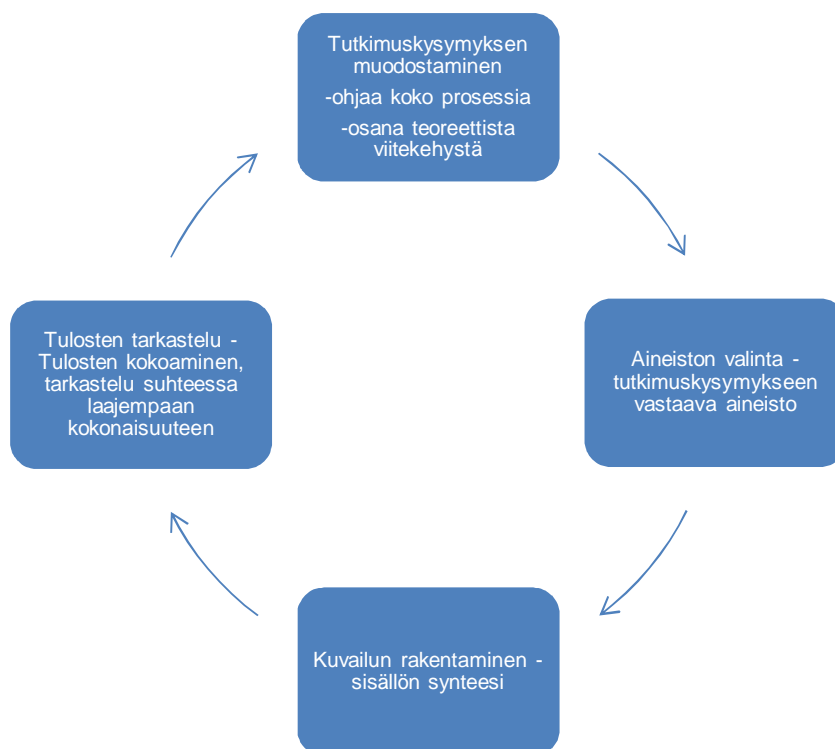 Tutkimuskysymyksen
muodostaminen
-ohjaa koko prosessia
-osana teoreettista
viitekehystä
Aineiston valinta -
tutkimuskysymykseen
vastaava aineisto
Kuvailun rakentaminen -
sisällön synteesi
Tulosten tarkastelu -
Tulosten kokoaminen,
tarkastelu suhteessa
laajempaan
kokonaisuuteen